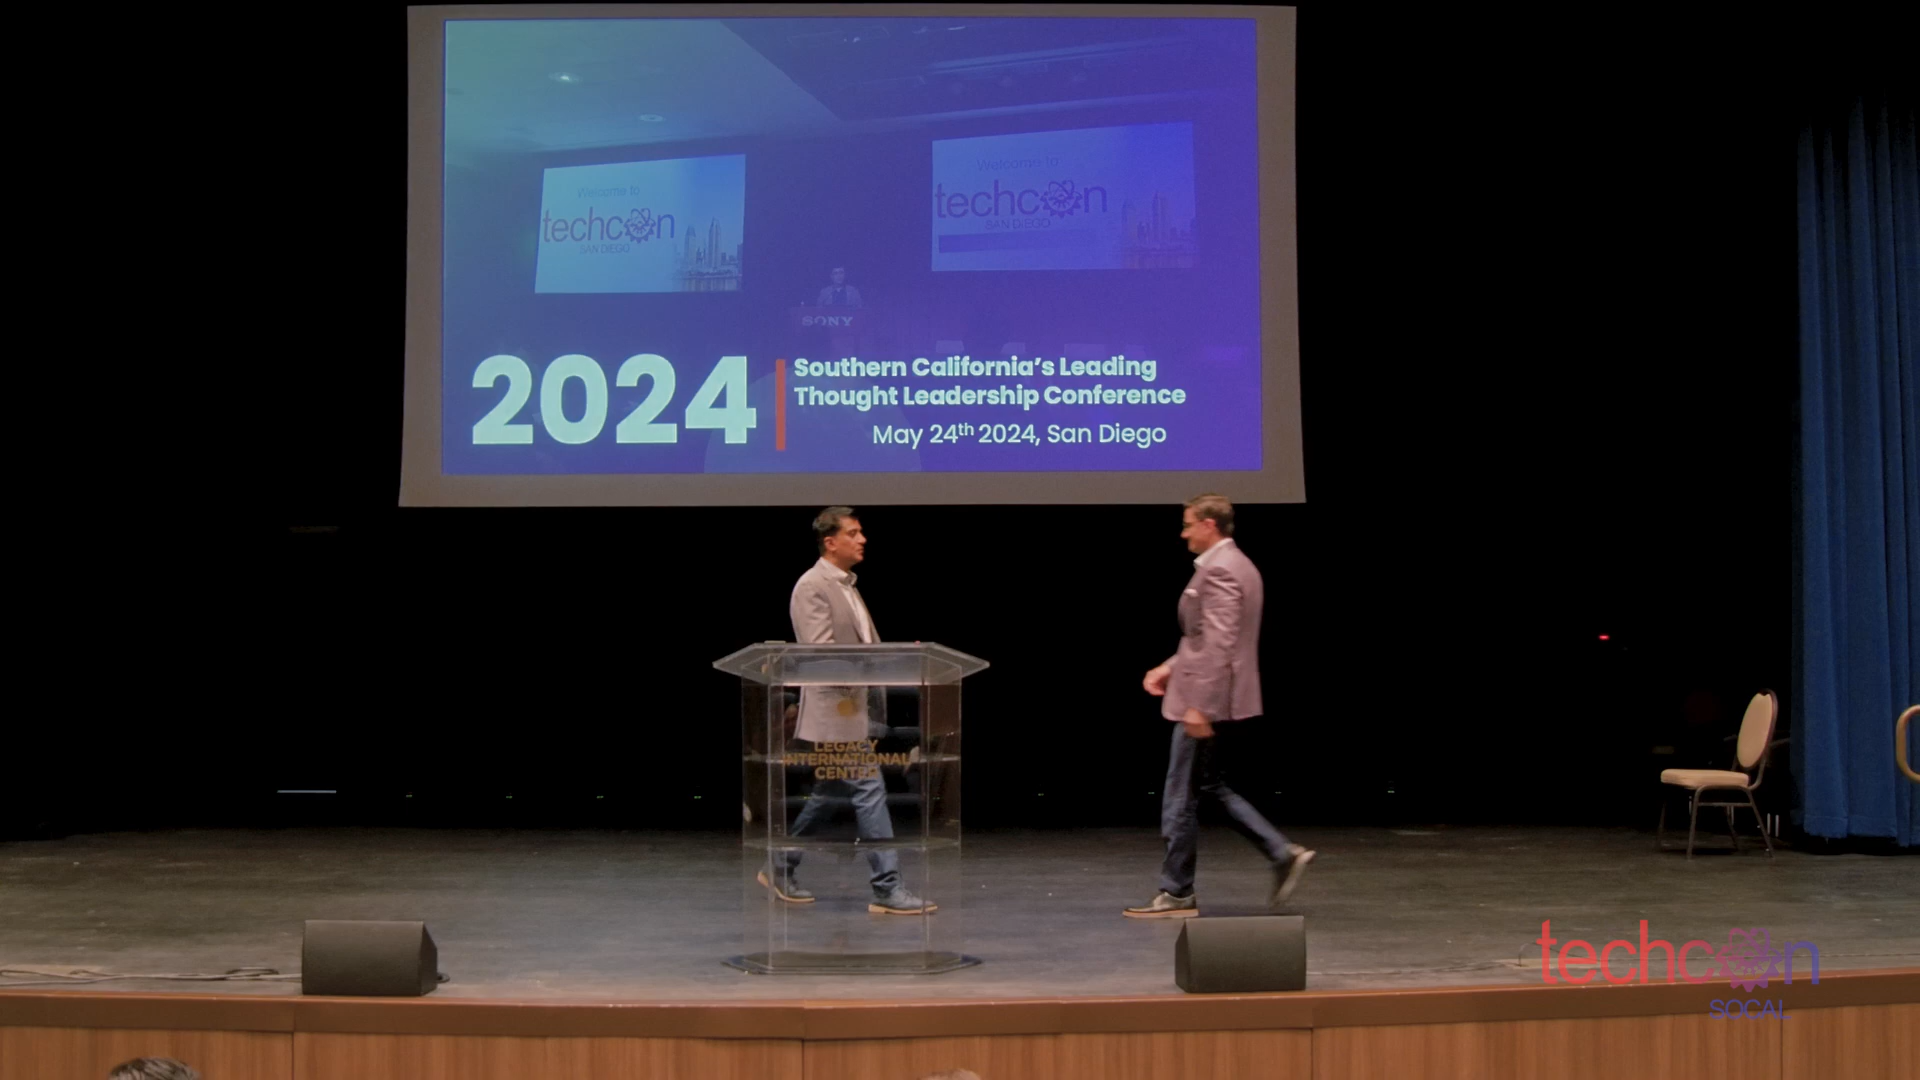 Welcome to
techcon
SAN DIEGO
Welcome to
techcon
SAN DIEGO
SONY
2024
Southern California's Leading
Thought Leadership Conference
May 24th 2024, San Diego
LEGACY
INTERNATIONAL
CENTER
techcon
SOCAL